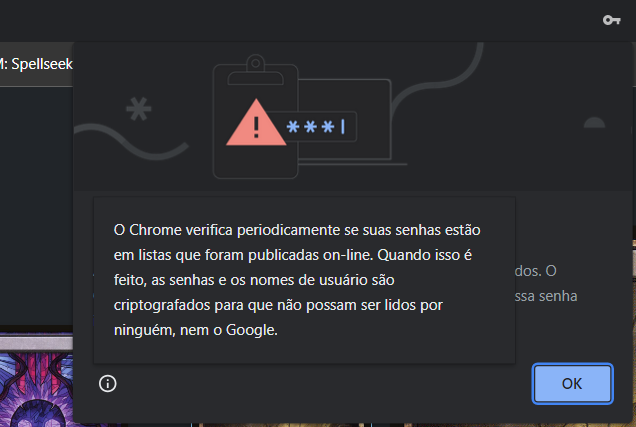 M: Spellseek
***|
O Chrome verifica periodicamente se suas senhas estão
em listas que foram publicadas on-line. Quando isso é
feito, as senhas e os nomes de usuário são
criptografados para que não possam ser lidos por
ninguém, nem o Google.
dos. O
ssa senha
OK